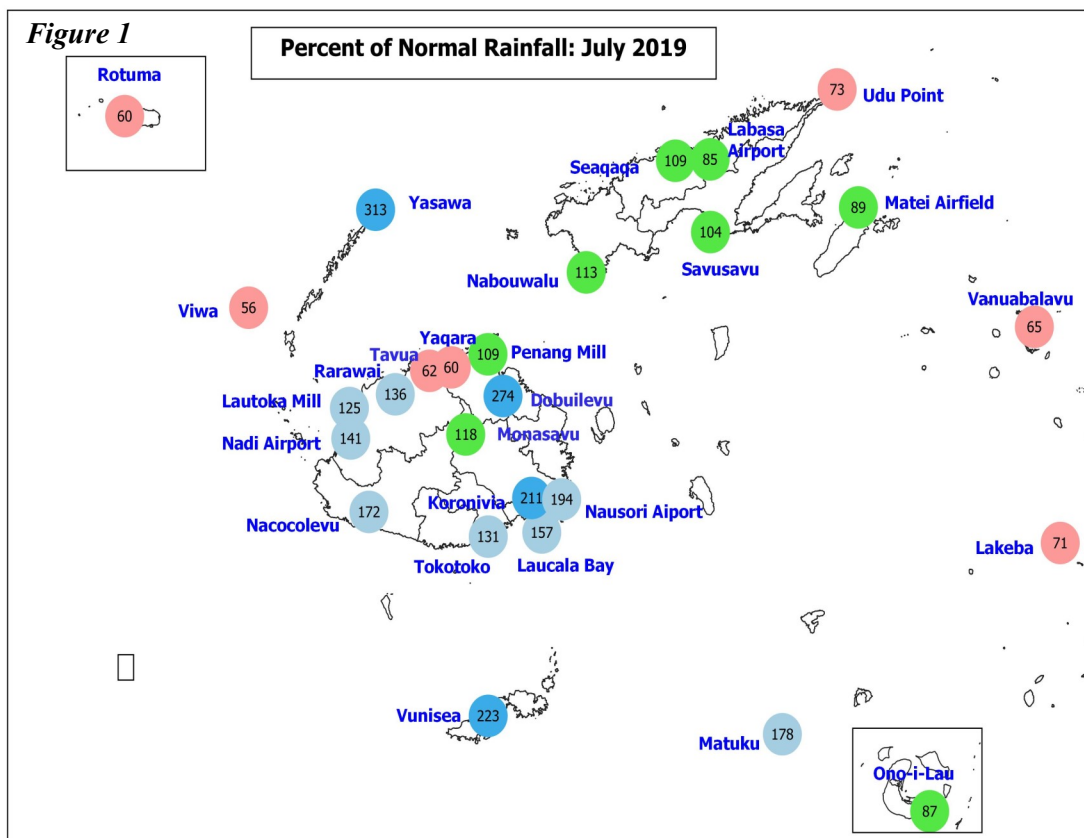 Figure 1
Percent of Normal Rainfall: July 2019
Rotuma
60
73
Udu Point
Labasa
Airport
Seaqaqa
109
85
Yasawa
313
89
Matei Airfield
104
Savusavu
Nabouwalu
113
Viwa
56
Vanuabalavu
65
Yaqara
Tavua
62
60
109
Penang Mill
Rarawai
136
Lautoka Mill
125
274
Dobuilevu
Nadi Airport
141
118
Monasavu
Koronivia
211
194
Nausori Aiport
Nacocolevu
172
131
157
Tokotoko
Laucala Bay
Lakeba
71
Vunisea
223
Matuku
178
Ono-i-Lau
87